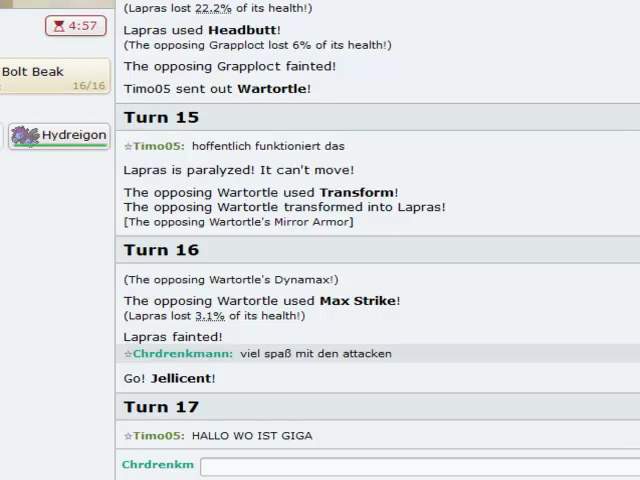 (Lapras lost 22.2% of its health!)
4:57
Lapras used Headbutt!
(The opposing Grapploct lost 6% of its health!)
The opposing Grapploct fainted!
Bolt Beak
16/16
Timo05 sent out Wartortle!
Turn 15
Hydreigon
☆Timo05: hoffentlich funktioniert das
Lapras is paralyzed! It can't move!
The opposing Wartortle used Transform!
The opposing Wartortle transformed into Lapras!
[The opposing Wartortle's Mirror Armor]
Turn 16
(The opposing Wartortle's Dynamax!)
The opposing Wartortle used Max Strike!
(Lapras lost 3.1% of its health!)
Lapras fainted!
☆Chrdrenkmann: viel spaß mit den attacken
Go! Jellicent!
Turn 17
☆Timo05: HALLO WO IST GIGA
Chrdrenkm